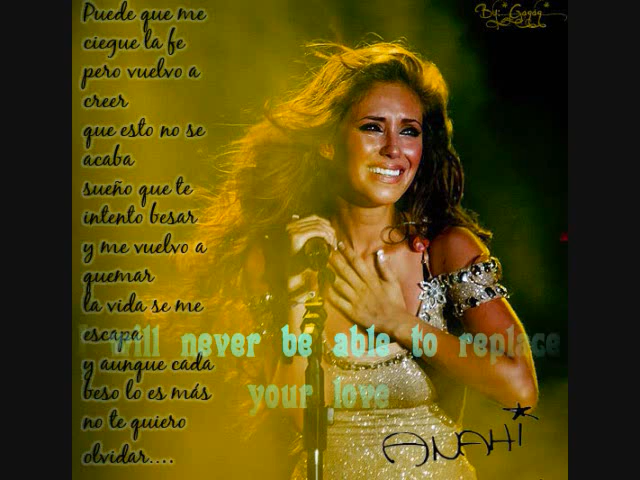 Puede que me
ciegue la fe
pero vuelvo a
creer
que esto no se
acaba
sueño que te
intento besar
y me vuelvo a
quemar
la vida se me
escapa
y aunque cada
beso lo es más
no te quiero
olvidar....
I will never be able to replace
your love
By:
ANAHI